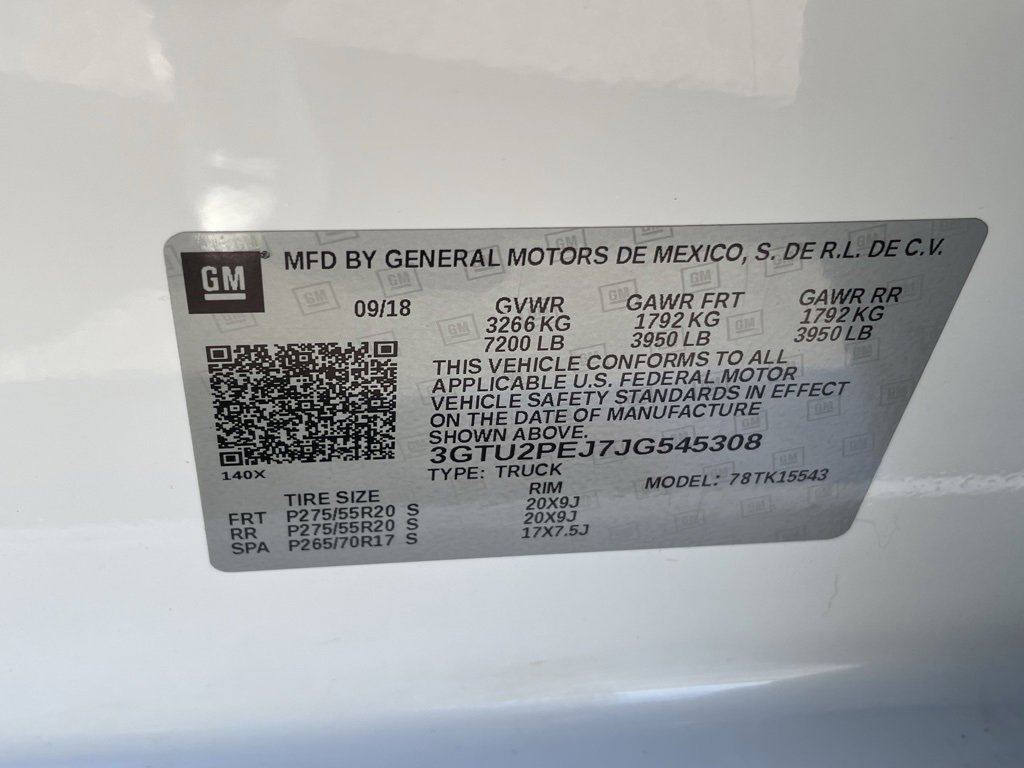 GM MFD BY GENERAL MOTORS DE MEXICO, S. DE R.L. DE C.V.
09/18 GVWR GAWR FRT GAWR RR
3266 KG 1792 KG 1792 KG
7200 LB 3950 LB 3950 LB
THIS VEHICLE CONFORMS TO ALL
APPLICABLE U.S. FEDERAL MOTOR
VEHICLE SAFETY STANDARDS IN EFFECT
ON THE DATE OF MANUFACTURE
SHOWN ABOVE.
3GTU2PEJ7JG545308
140X TYPE: TRUCK MODEL: 78TK15543
TIRE SIZE RIM
FRT P275/55R20 S 20X9J
RR P275/55R20 S 20X9J
SPA P265/70R17 S 17X7.5J